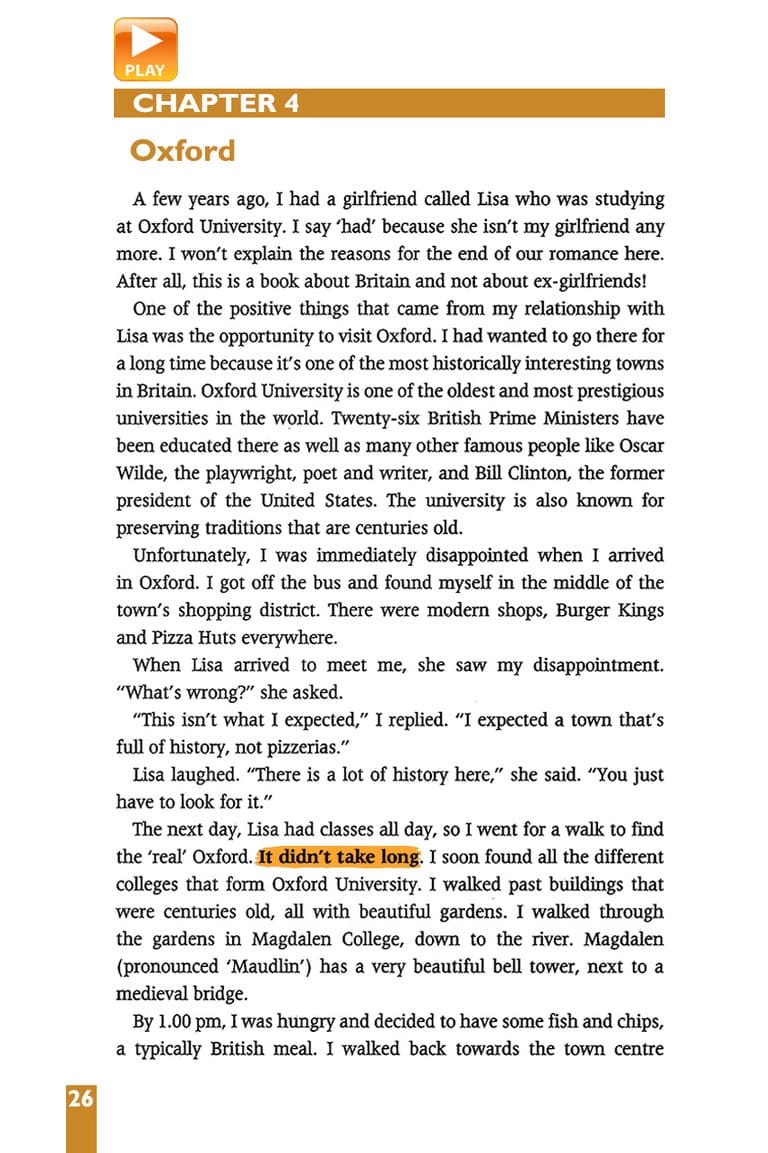 PLAY
CHAPTER 4
Oxford
A few years ago, I had a girlfriend called Lisa who was studying
at Oxford University. I say ‘had’ because she isn’t my girlfriend any
more. I won’t explain the reasons for the end of our romance here.
After all, this is a book about Britain and not about ex-girlfriends!
One of the positive things that came from my relationship with
Lisa was the opportunity to visit Oxford. I had wanted to go there for
a long time because it’s one of the most historically interesting towns
in Britain. Oxford University is one of the oldest and most prestigious
universities in the world. Twenty-six British Prime Ministers have
been educated there as well as many other famous people like Oscar
Wilde, the playwright, poet and writer, and Bill Clinton, the former
president of the United States. The university is also known for
preserving traditions that are centuries old.
Unfortunately, I was immediately disappointed when I arrived
in Oxford. I got off the bus and found myself in the middle of the
town’s shopping district. There were modern shops, Burger Kings
and Pizza Huts everywhere.
When Lisa arrived to meet me, she saw my disappointment.
“What’s wrong?” she asked.
“This isn’t what I expected,” I replied. “I expected a town that’s
full of history, not pizzerias.”
Lisa laughed. “There is a lot of history here,” she said. “You just
have to look for it.”
The next day, Lisa had classes all day, so I went for a walk to find
the ‘real’ Oxford. It didn’t take long. I soon found all the different
colleges that form Oxford University. I walked past buildings that
were centuries old, all with beautiful gardens. I walked through
the gardens in Magdalen College, down to the river. Magdalen
(pronounced ‘Maudlin’) has a very beautiful bell tower, next to a
medieval bridge.
By 1.00 pm, I was hungry and decided to have some fish and chips,
a typically British meal. I walked back towards the town centre
26